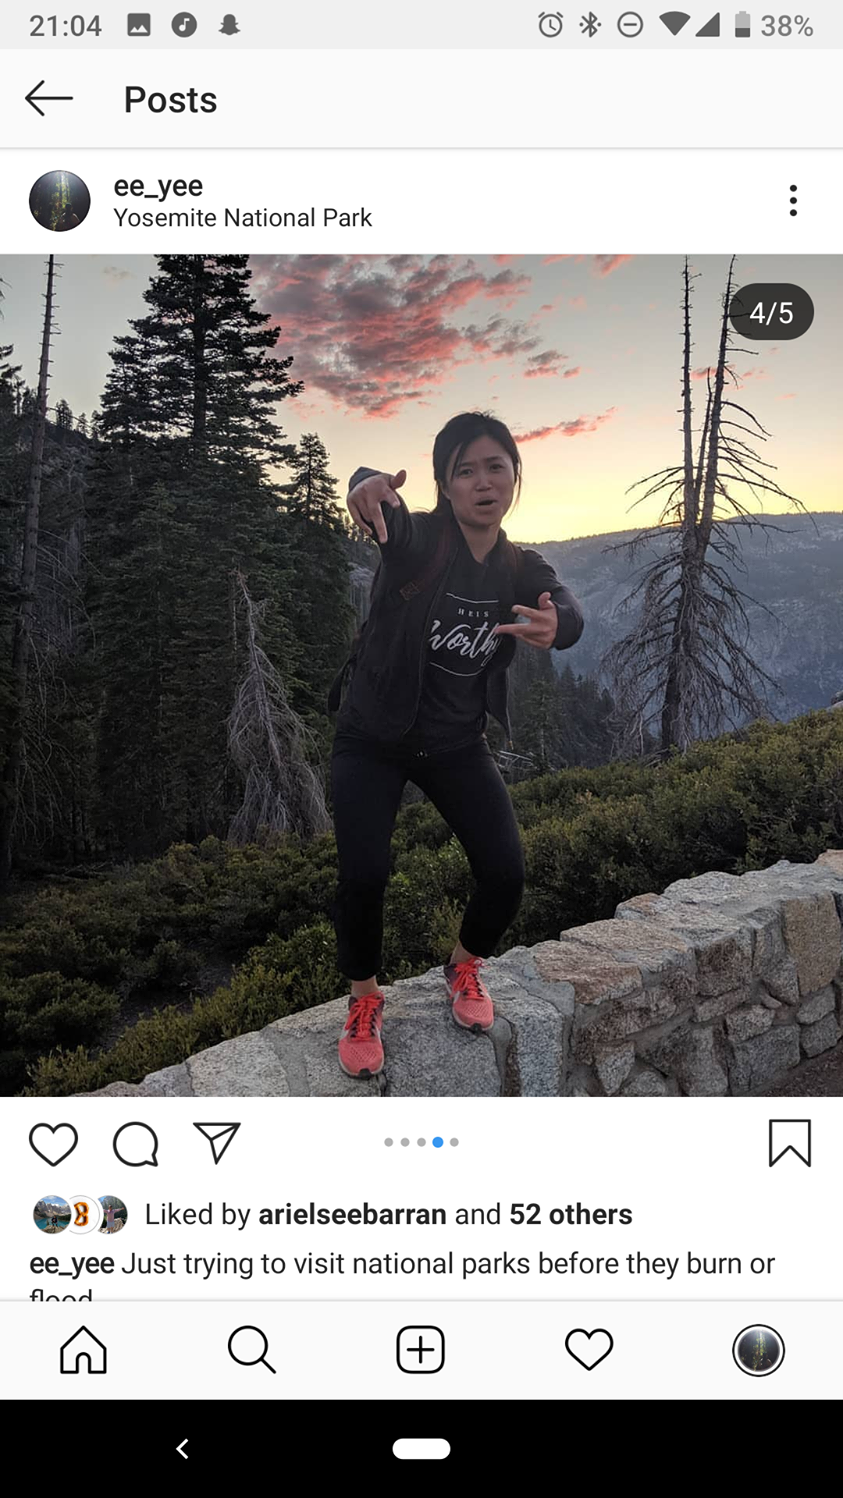 21:04
38%
Posts
ee_yee
Yosemite National Park
4/5
HE IS
Worthy
Liked by arielseebarran and 52 others
ee_yee Just trying to visit national parks before they burn or
flood